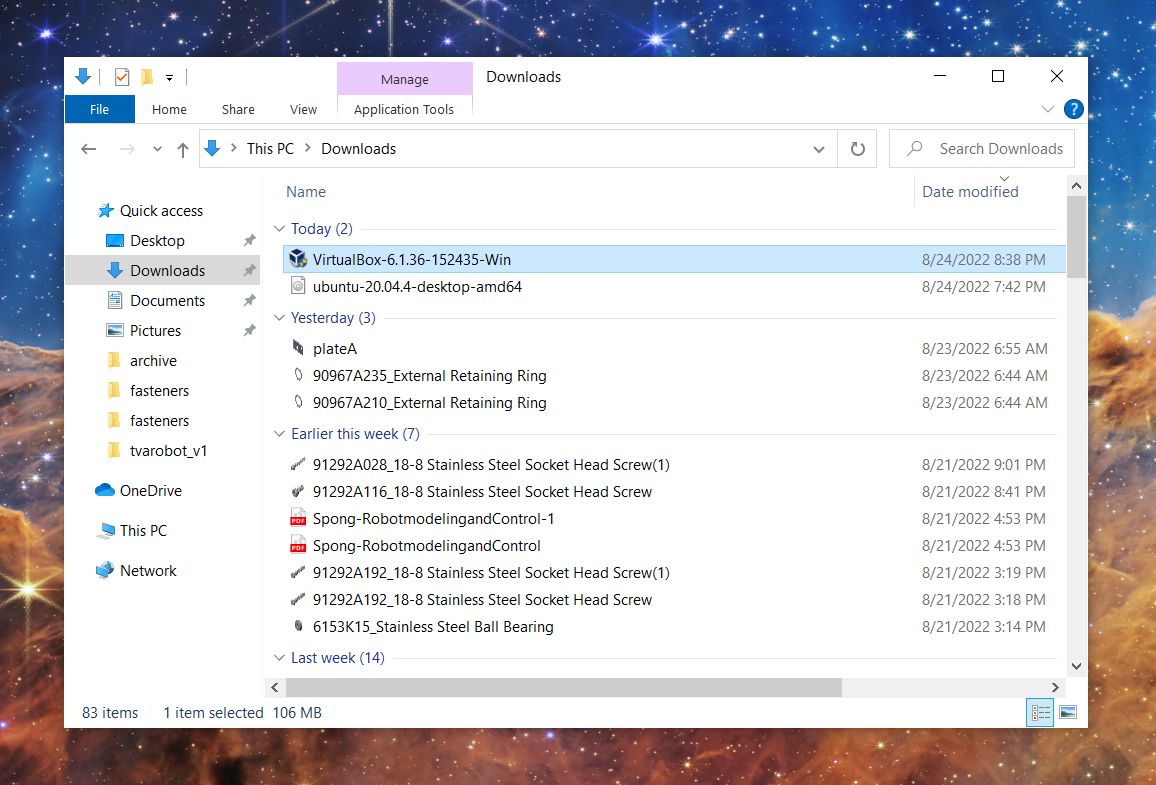 Manage
Downloads
File
Home
Share
View
Application Tools
?
This PC
Downloads
Search Downloads
Name
Date modified
Quick access
Desktop
Downloads
Documents
Pictures
archive
fasteners
fasteners
tvarobot_v1
OneDrive
This PC
Network
Today (2)
VirtualBox-6.1.36-152435-Win 8/24/2022 8:38 PM
ubuntu-20.04.4-desktop-amd64 8/24/2022 7:42 PM
Yesterday (3)
plateA 8/23/2022 6:55 AM
90967A235_External Retaining Ring 8/23/2022 6:44 AM
90967A210_External Retaining Ring 8/23/2022 6:44 AM
Earlier this week (7)
91292A028_18-8 Stainless Steel Socket Head Screw(1) 8/21/2022 9:01 PM
91292A116_18-8 Stainless Steel Socket Head Screw 8/21/2022 8:41 PM
PDF Spong-RobotmodelingandControl-1 8/21/2022 4:53 PM
PDF Spong-RobotmodelingandControl 8/21/2022 4:53 PM
91292A192_18-8 Stainless Steel Socket Head Screw(1) 8/21/2022 3:19 PM
91292A192_18-8 Stainless Steel Socket Head Screw 8/21/2022 3:18 PM
6153K15_Stainless Steel Ball Bearing 8/21/2022 3:14 PM
Last week (14)
83 items
1 item selected 106 MB